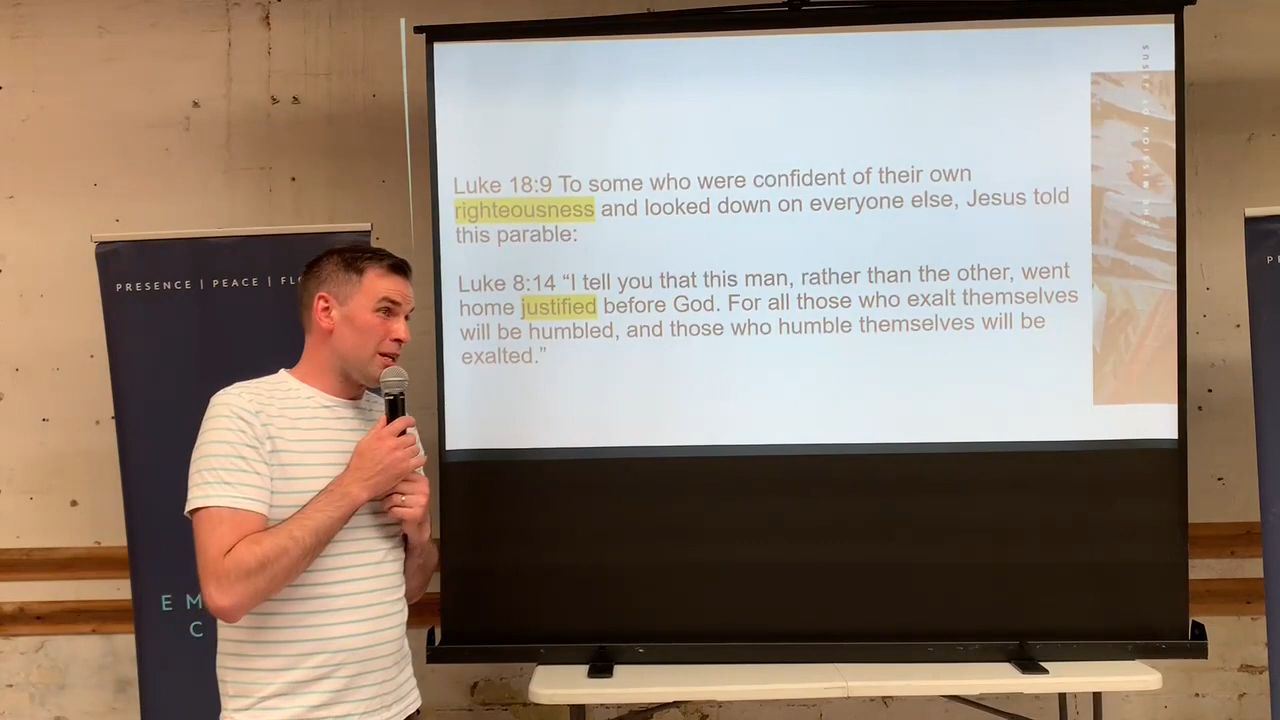 Luke 18:9 To some who were confident of their own
righteousness and looked down on everyone else, Jesus told
this parable:
Luke 8:14 “I tell you that this man, rather than the other, went
home justified before God. For all those who exalt themselves
will be humbled, and those who humble themselves will be
exalted.”
MISSION OF JESUS
PRESENCE | PEACE |
E M
C
P